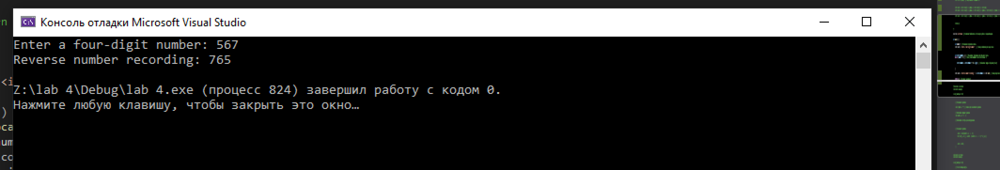 Консоль отладки Microsoft Visual Studio
Enter a four-digit number: 567
Reverse number recording: 765
Z:\lab 4\Debug\lab 4.exe (процесс 824) завершил работу с кодом 0.
Нажмите любую клавишу, чтобы закрыть это окно…